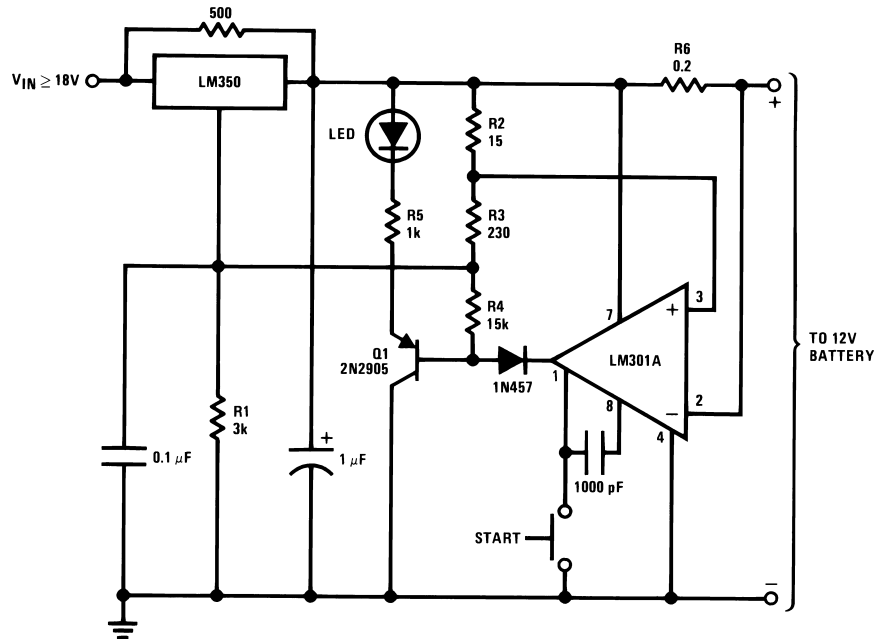 500
V_IN ≥ 18V
LM350
R6
0.2
+
LED
R2
15
R5
1k
R3
230
R4
15k
3
+
7
Q1
2N2905
1N457
1
LM301A
TO 12V
BATTERY
2
−
8
4
R1
3k
0.1 µF
+
1 µF
1000 pF
START
−